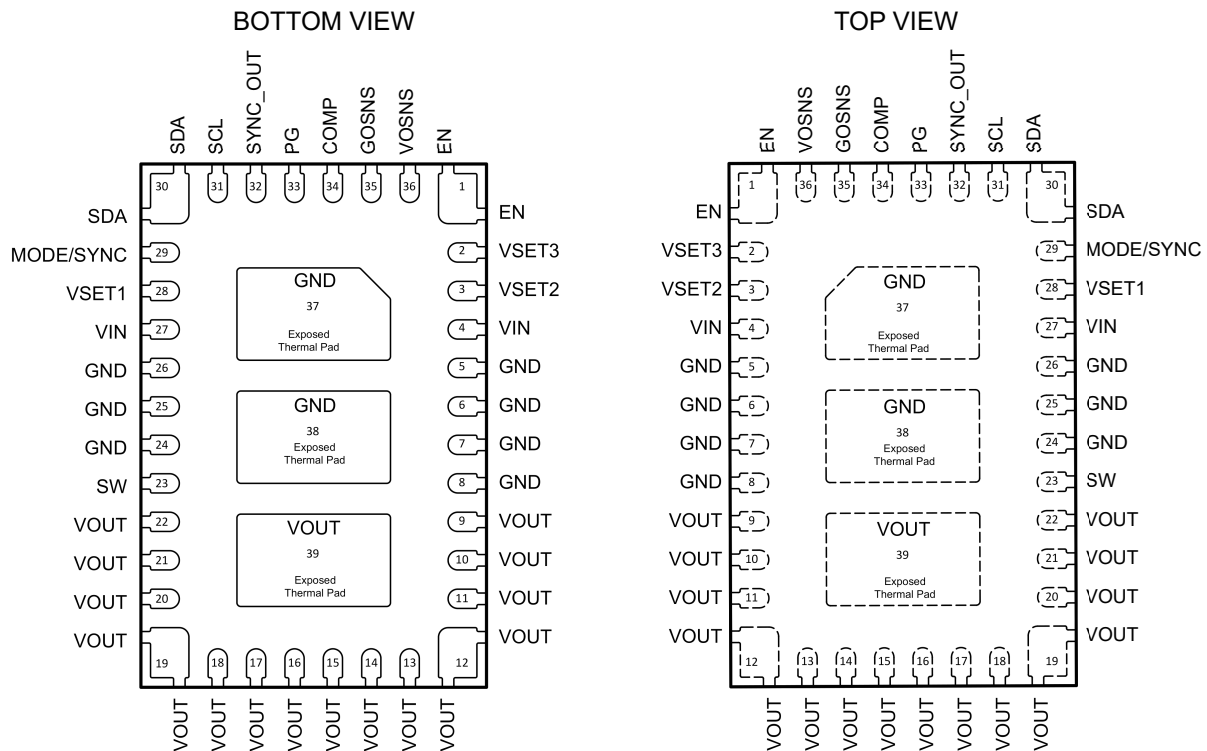 BOTTOM VIEW
SDA
SCL
SYNC_OUT
PG
COMP
GOSNS
VOSNS
EN
30
31
32
33
34
35
36
1
SDA
EN
MODE/SYNC
29
2
VSET3
VSET1
28
3
VSET2
VIN
27
4
VIN
GND
26
5
GND
GND
25
6
GND
GND
24
7
GND
SW
23
8
GND
VOUT
22
9
VOUT
VOUT
21
10
VOUT
VOUT
20
11
VOUT
VOUT
VOUT
19
18
17
16
15
14
13
12
VOUT
VOUT
VOUT
VOUT
VOUT
VOUT
VOUT
VOUT
GND
37
Exposed
Thermal Pad
GND
38
Exposed
Thermal Pad
VOUT
39
Exposed
Thermal Pad
TOP VIEW
EN
VOSNS
GOSNS
COMP
PG
SYNC_OUT
SCL
SDA
1
36
35
34
33
32
31
30
EN
SDA
VSET3
2
29
MODE/SYNC
VSET2
3
28
VSET1
VIN
4
27
VIN
GND
5
26
GND
GND
6
25
GND
GND
7
24
GND
GND
8
23
SW
VOUT
9
22
VOUT
VOUT
10
21
VOUT
VOUT
11
20
VOUT
VOUT
VOUT
12
13
14
15
16
17
18
19
VOUT
VOUT
VOUT
VOUT
VOUT
VOUT
VOUT
VOUT
GND
37
Exposed
Thermal Pad
GND
38
Exposed
Thermal Pad
VOUT
39
Exposed
Thermal Pad